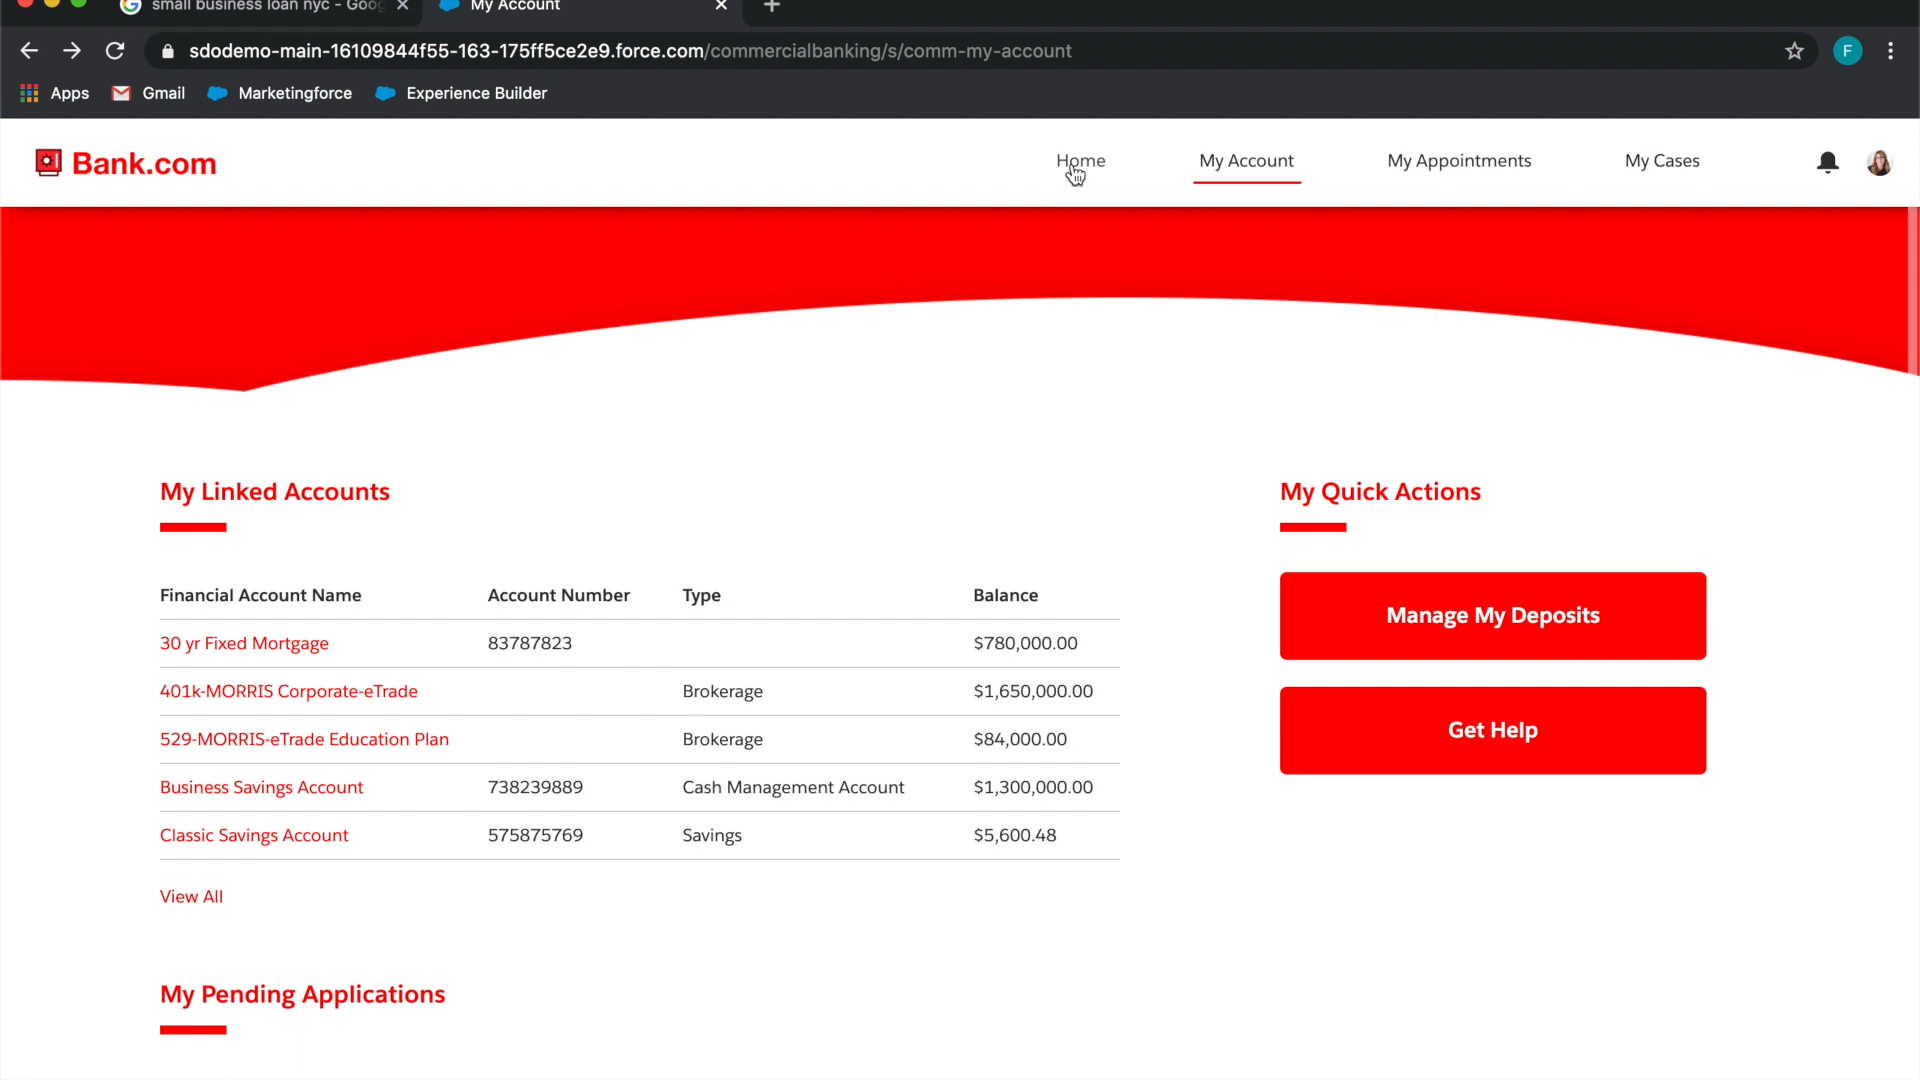 small business loan nyc - Goog
My Account
sdodemo-main-16109844f55-163-175ff5ce2e9.force.com/commercialbanking/s/comm-my-account
F
Apps Gmail Marketingforce Experience Builder
Bank.com
Home My Account My Appointments My Cases
My Linked Accounts
My Quick Actions
Financial Account Name Account Number Type Balance
30 yr Fixed Mortgage 83787823 $780,000.00
401k-MORRIS Corporate-eTrade Brokerage $1,650,000.00
529-MORRIS-eTrade Education Plan Brokerage $84,000.00
Business Savings Account 738239889 Cash Management Account $1,300,000.00
Classic Savings Account 575875769 Savings $5,600.48
View All
Manage My Deposits
Get Help
My Pending Applications